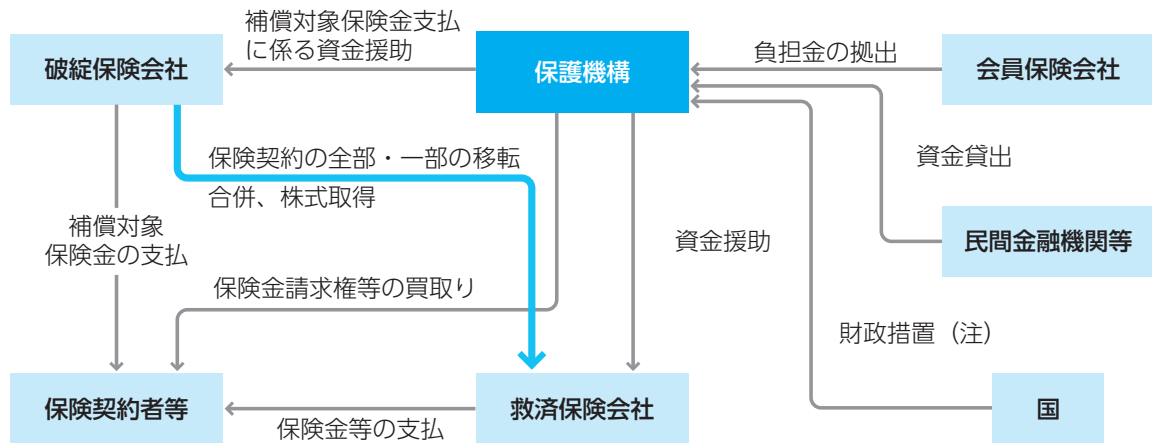 補償対象保険金支払
に係る資金援助
破綻保険会社
保護機構
負担金の拠出
会員保険会社
保険契約の全部・一部の移転
合併、株式取得
資金貸出
補償対象
保険金の支払
資金援助
民間金融機関等
保険金請求権等の買取り
財政措置（注）
保険契約者等
保険金等の支払
救済保険会社
国